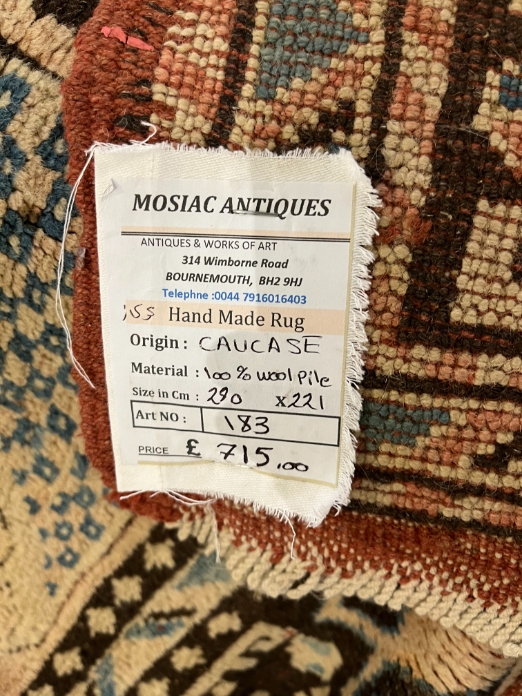 MOSIAC ANTIQUES
ANTIQUES & WORKS OF ART
314 Wimborne Road
BOURNEMOUTH, BH2 9HJ
Telephne :0044 7916016403
Hand Made Rug
Origin : CAUCASE
Material : 100% wool Pile
Size in Cm : 290 x221
Art NO : 183
PRICE £ 715,00